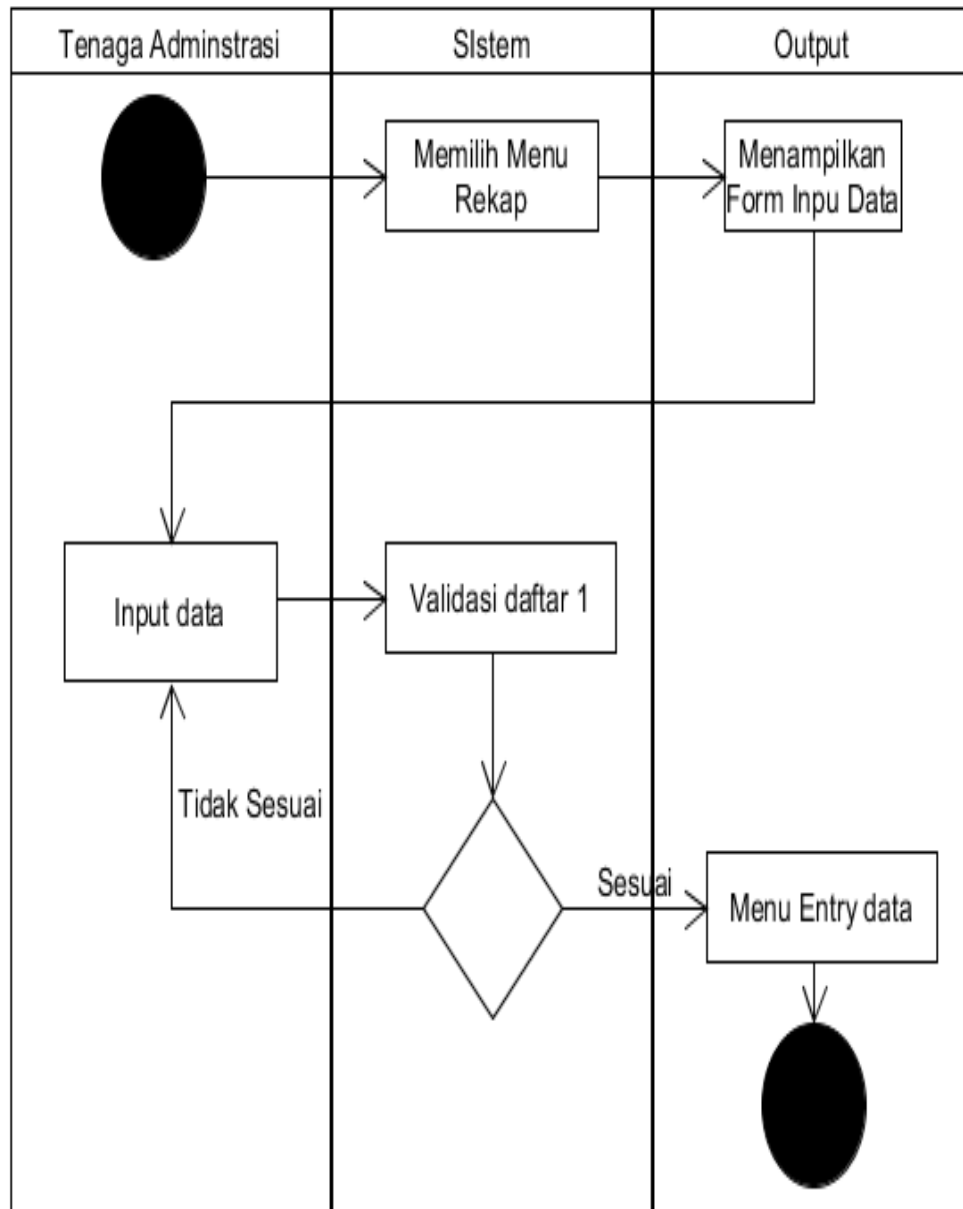 Tenaga Adminstrasi
SIstem
Output
Memilih Menu
Rekap
Menampilkan
Form Inpu Data
Input data
Validasi daftar 1
Tidak Sesuai
Sesuai
Menu Entry data